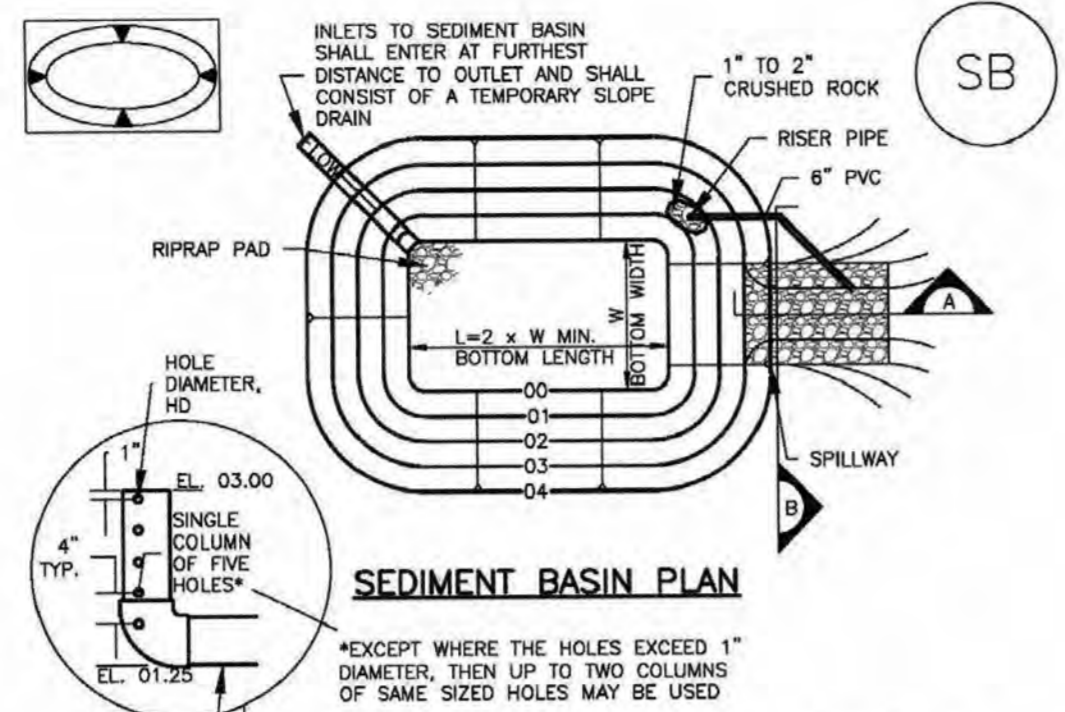 INLETS TO SEDIMENT BASIN
SHALL ENTER AT FURTHEST
DISTANCE TO OUTLET AND SHALL
CONSIST OF A TEMPORARY SLOPE
DRAIN
1" TO 2"
CRUSHED ROCK
SB
RISER PIPE
6" PVC
FLOW
RIPRAP PAD
W
BOTTOM WIDTH
A
L=2 x W MIN.
BOTTOM LENGTH
00
01
02
03
04
SPILLWAY
B
HOLE
DIAMETER,
HD
1"
EL. 03.00
SINGLE
COLUMN
OF FIVE
HOLES*
4"
TYP.
EL. 01.25
SEDIMENT BASIN PLAN
*EXCEPT WHERE THE HOLES EXCEED 1"
DIAMETER, THEN UP TO TWO COLUMNS
OF SAME SIZED HOLES MAY BE USED